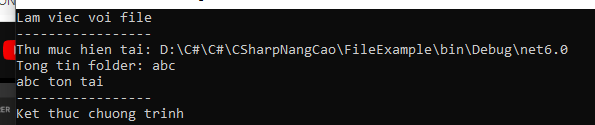 Lam viec voi file
-----------------
Thu muc hien tai: D:\C#\C#\CSharpNangCao\FileExample\bin\Debug\net6.0
Tong tin folder: abc
abc ton tai
-----------------
Ket thuc chuong trinh